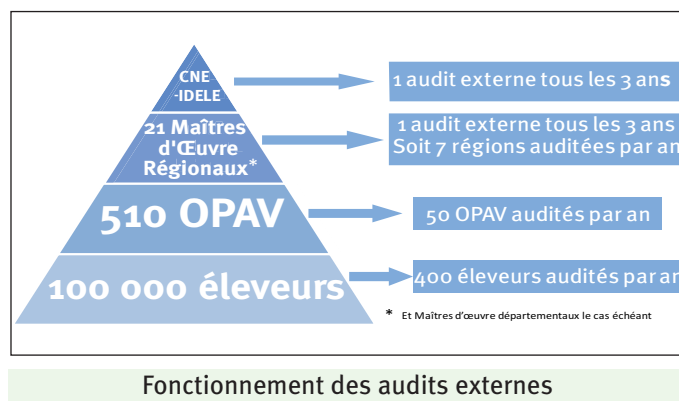 CNE
-IDELE
1 audit externe tous les 3 ans
21 Maîtres
d'Œuvre
Régionaux*
1 audit externe tous les 3 ans
Soit 7 régions auditées par an
510 OPAV
50 OPAV audités par an
100 000 éleveurs
400 éleveurs audités par an
* Et Maîtres d'œuvre départementaux le cas échéant
Fonctionnement des audits externes